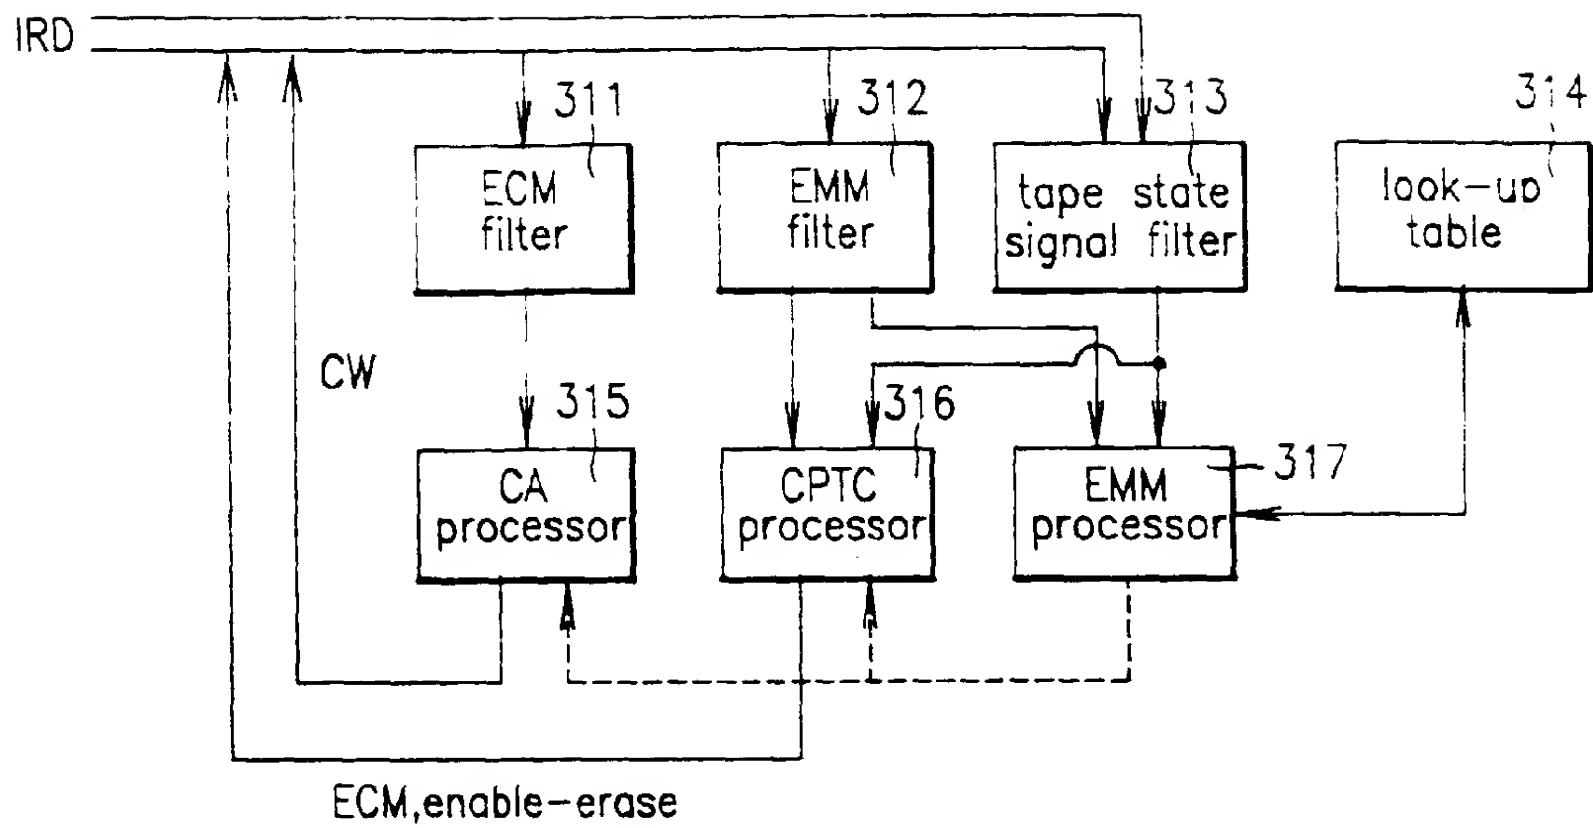 IRD
311
312
313
314
ECM
filter
EMM
filter
tape state
signal filter
look-up
table
CW
315
316
317
CA
processor
CPTC
processor
EMM
processor
ECM,enable-erase